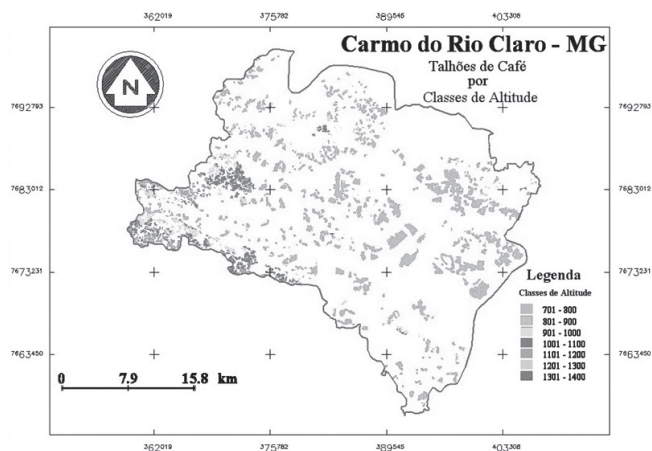 362019 375782 389545 403308
Carmo do Rio Claro - MG
Talhões de Café
por
Classes de Altitude
N
7692793 7692793
7683012 7683012
7673231 7673231
7663450 7663450
Legenda
Classes de Altitude
701 - 800
801 - 900
901 - 1000
1001 - 1100
1101 - 1200
1201 - 1300
1301 - 1400
0 7.9 15.8 km
362019 375782 389545 403308